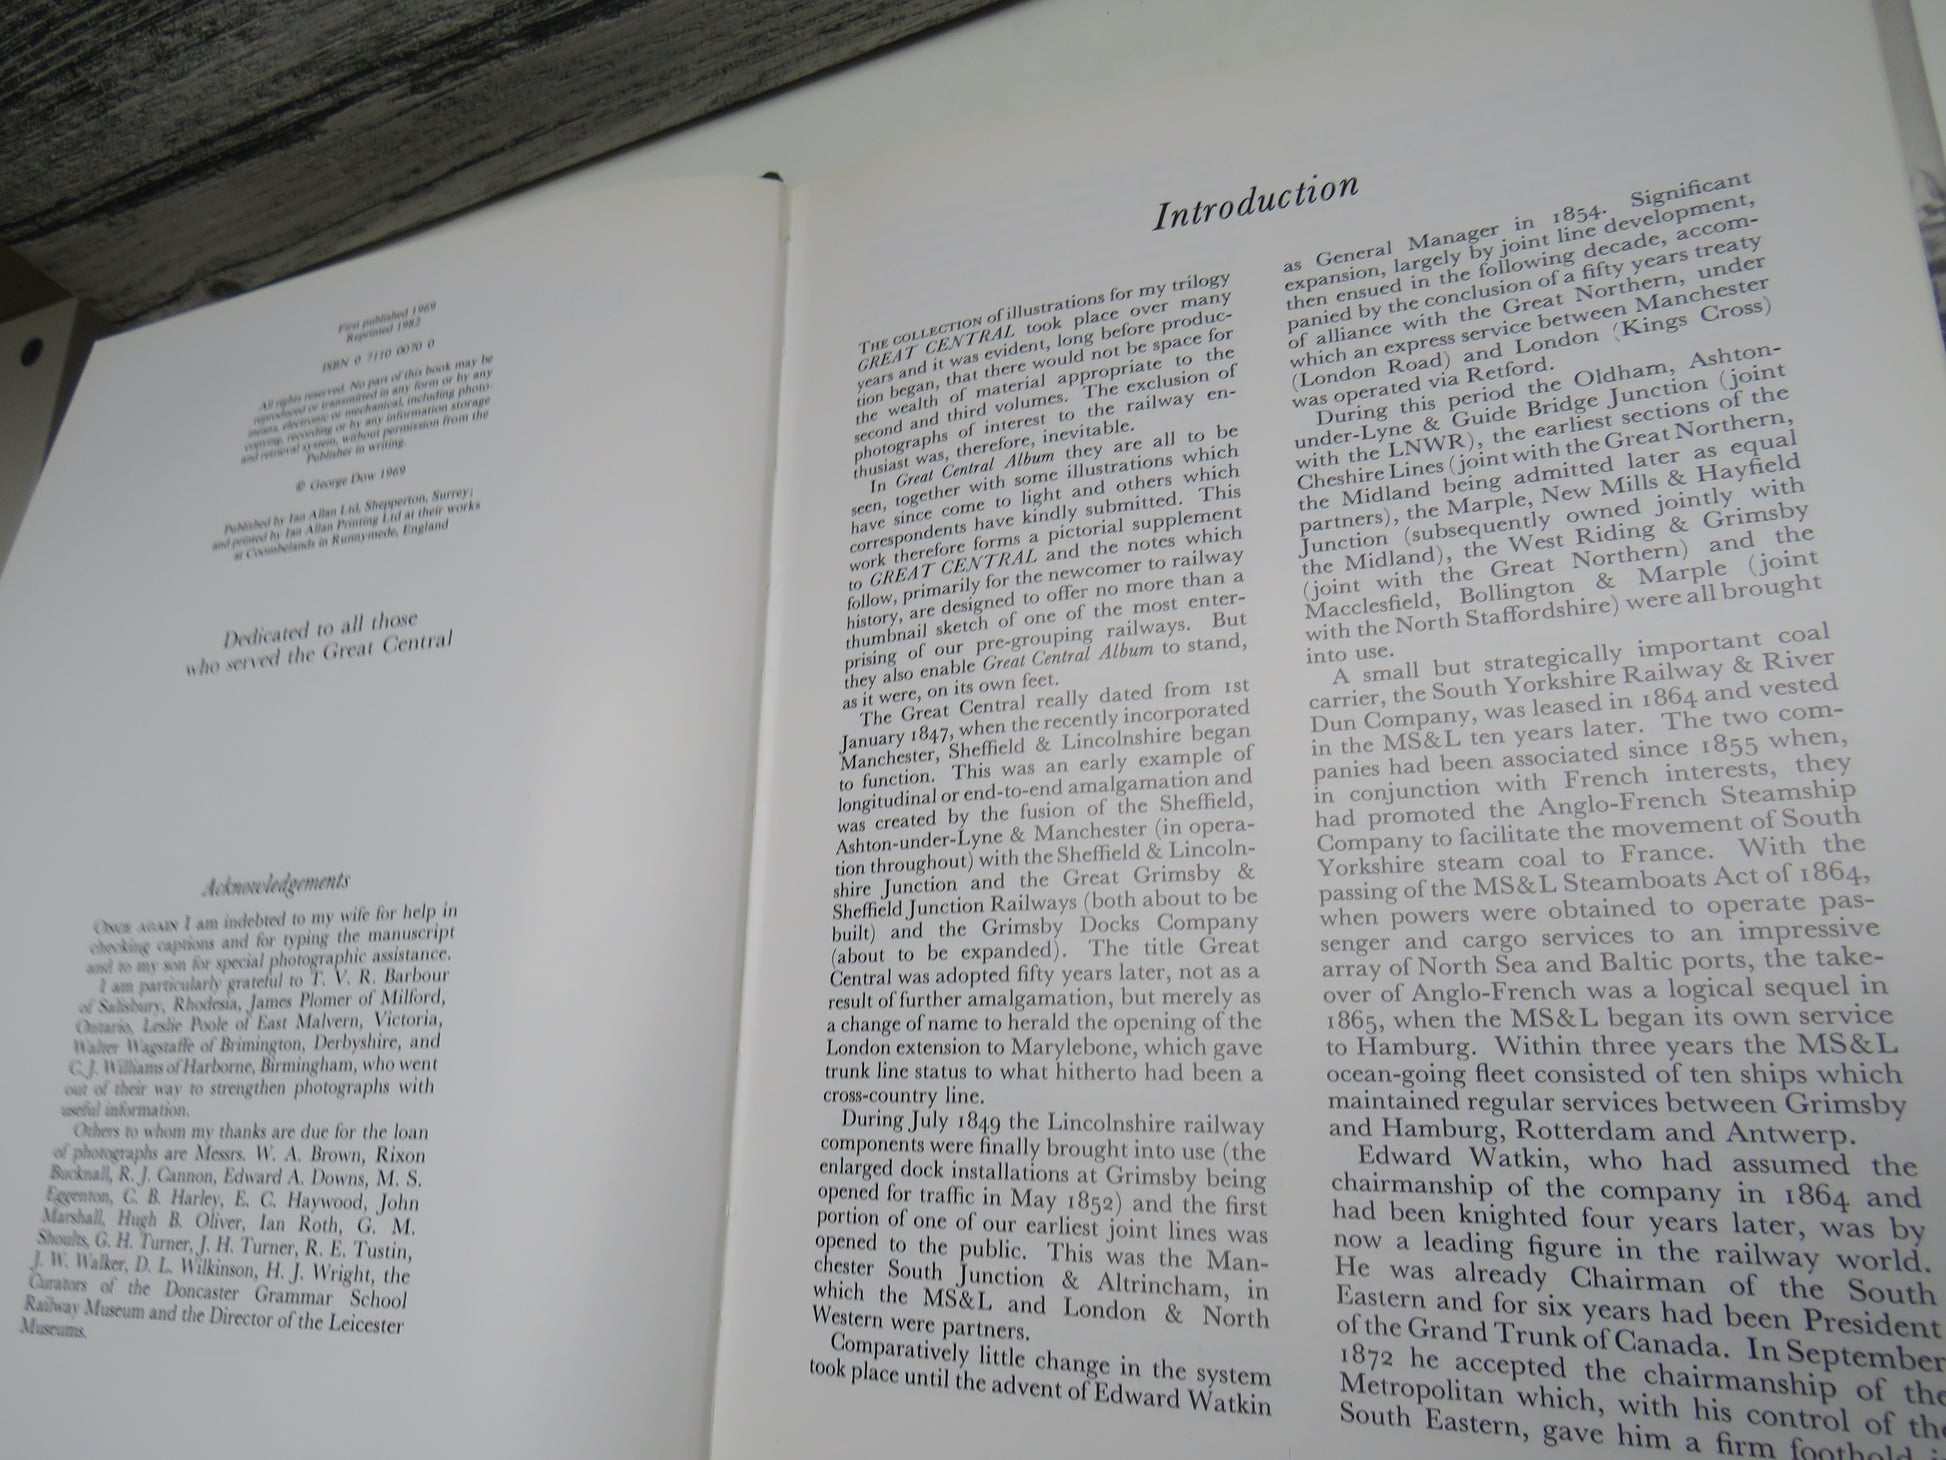 First published 1969
Reprinted 1982
ISBN 0 7110 0070 0
All rights reserved. No part of this book may be
reproduced or transmitted in any form or by any
means, electronic or mechanical, including photo-
copying, recording or by any information storage
and retrieval system, without permission from the
Publisher in writing.
© George Dow 1969
Published by Ian Allan Ltd, Shepperton, Surrey;
and printed by Ian Allan Printing Ltd at their works
at Coombelands in Runnymede, England
Dedicated to all those
who served the Great Central
Acknowledgements
ONCE AGAIN I am indebted to my wife for help in
checking captions and for typing the manuscript
and to my son for special photographic assistance.
I am particularly grateful to T. V. R. Barbour
of Salisbury, Rhodesia, James Plomer of Milford,
Ontario, Leslie Poole of East Malvern, Victoria,
Walter Wagstaffe of Brimington, Derbyshire, and
C. J. Williams of Harborne, Birmingham, who went
out of their way to strengthen photographs with
useful information.
Others to whom my thanks are due for the loan
of photographs are Messrs. W. A. Brown, Rixon
Bucknall, R. J. Cannon, Edward A. Downs, M. S.
Eggenton, C. B. Harley, E. C. Haywood, John
Marshall, Hugh B. Oliver, Ian Roth, G. M.
Shoults, G. H. Turner, J. H. Turner, R. E. Tustin,
J. W. Walker, D. L. Wilkinson, H. J. Wright, the
Curators of the Doncaster Grammar School
Railway Museum and the Director of the Leicester
Museums.
Introduction
THE COLLECTION of illustrations for my trilogy
GREAT CENTRAL took place over many
years and it was evident, long before produc-
tion began, that there would not be space for
the wealth of material appropriate to the
second and third volumes. The exclusion of
photographs of interest to the railway en-
thusiast was, therefore, inevitable.
In Great Central Album they are all to be
seen, together with some illustrations which
have since come to light and others which
correspondents have kindly submitted. This
work therefore forms a pictorial supplement
to GREAT CENTRAL and the notes which
follow, primarily for the newcomer to railway
history, are designed to offer no more than a
thumbnail sketch of one of the most enter-
prising of our pre-grouping railways. But
they also enable Great Central Album to stand,
as it were, on its own feet.
The Great Central really dated from 1st
January 1847, when the recently incorporated
Manchester, Sheffield & Lincolnshire began
to function. This was an early example of
longitudinal or end-to-end amalgamation and
was created by the fusion of the Sheffield,
Ashton-under-Lyne & Manchester (in opera-
tion throughout) with the Sheffield & Lincoln-
shire Junction and the Great Grimsby &
Sheffield Junction Railways (both about to be
built) and the Grimsby Docks Company
(about to be expanded). The title Great
Central was adopted fifty years later, not as a
result of further amalgamation, but merely as
a change of name to herald the opening of the
London extension to Marylebone, which gave
trunk line status to what hitherto had been a
cross-country line.
During July 1849 the Lincolnshire railway
components were finally brought into use (the
enlarged dock installations at Grimsby being
opened for traffic in May 1852) and the first
portion of one of our earliest joint lines was
opened to the public. This was the Man-
chester South Junction & Altrincham, in
which the MS&L and London & North
Western were partners.
Comparatively little change in the system
took place until the advent of Edward Watkin
as General Manager in 1854. Significant
expansion, largely by joint line development,
then ensued in the following decade, accom-
panied by the conclusion of a fifty years treaty
of alliance with the Great Northern, under
which an express service between Manchester
(London Road) and London (Kings Cross)
was operated via Retford.
During this period the Oldham, Ashton-
under-Lyne & Guide Bridge Junction (joint
with the LNWR), the earliest sections of the
Cheshire Lines (joint with the Great Northern,
the Midland being admitted later as equal
partners), the Marple, New Mills & Hayfield
Junction (subsequently owned jointly with
the Midland), the West Riding & Grimsby
(joint with the Great Northern) and the
Macclesfield, Bollington & Marple (joint
with the North Staffordshire) were all brought
into use.
A small but strategically important coal
carrier, the South Yorkshire Railway & River
Dun Company, was leased in 1864 and vested
in the MS&L ten years later. The two com-
panies had been associated since 1855 when,
in conjunction with French interests, they
had promoted the Anglo-French Steamship
Company to facilitate the movement of South
Yorkshire steam coal to France. With the
passing of the MS&L Steamboats Act of 1864,
when powers were obtained to operate pas-
senger and cargo services to an impressive
array of North Sea and Baltic ports, the take-
over of Anglo-French was a logical sequel in
1865, when the MS&L began its own service
to Hamburg. Within three years the MS&L
ocean-going fleet consisted of ten ships which
maintained regular services between Grimsby
and Hamburg, Rotterdam and Antwerp.
Edward Watkin, who had assumed the
chairmanship of the company in 1864 and
had been knighted four years later, was by
now a leading figure in the railway world.
He was already Chairman of the South
Eastern and for six years had been President
of the Grand Trunk of Canada. In September
1872 he accepted the chairmanship of the
Metropolitan which, with his control of the
South Eastern, gave him a firm foothold